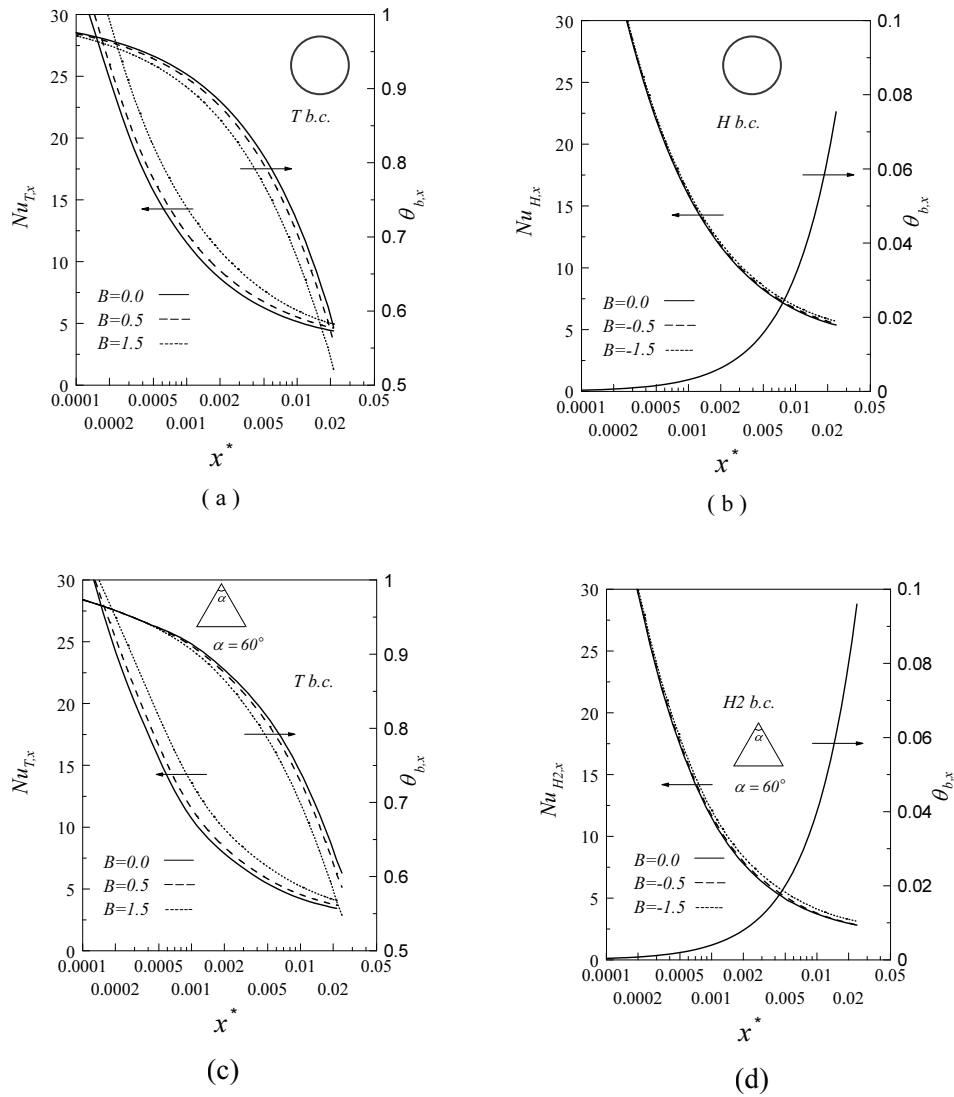 30
25
20
15
10
5
0
Nu_{T,x}
1
0.9
0.8
0.7
0.6
0.5
θ_{b,x}
T b.c.
B=0.0
B=0.5
B=1.5
0.0001 0.0005 0.01 0.05
0.0002 0.001 0.005 0.02
x*
( a )
30
25
20
15
10
5
0
Nu_{H,x}
0.1
0.08
0.06
0.04
0.02
0
θ_{b,x}
H b.c.
B=0.0
B=-0.5
B=-1.5
0.0001 0.0005 0.002 0.01 0.05
0.0002 0.001 0.005 0.02
x*
( b )
30
25
20
15
10
5
0
Nu_{T,x}
1
0.9
0.8
0.7
0.6
0.5
θ_{b,x}
α
α = 60°
T b.c.
B=0.0
B=0.5
B=1.5
0.0001 0.0005 0.002 0.01 0.05
0.0002 0.001 0.005 0.02
x*
(c)
30
25
20
15
10
5
0
Nu_{H2,x}
0.1
0.08
0.06
0.04
0.02
0
θ_{b,x}
H2 b.c.
α
α = 60°
B=0.0
B=-0.5
B=-1.5
0.0001 0.0005 0.002 0.01 0.05
0.0002 0.001 0.005 0.02
x*
(d)